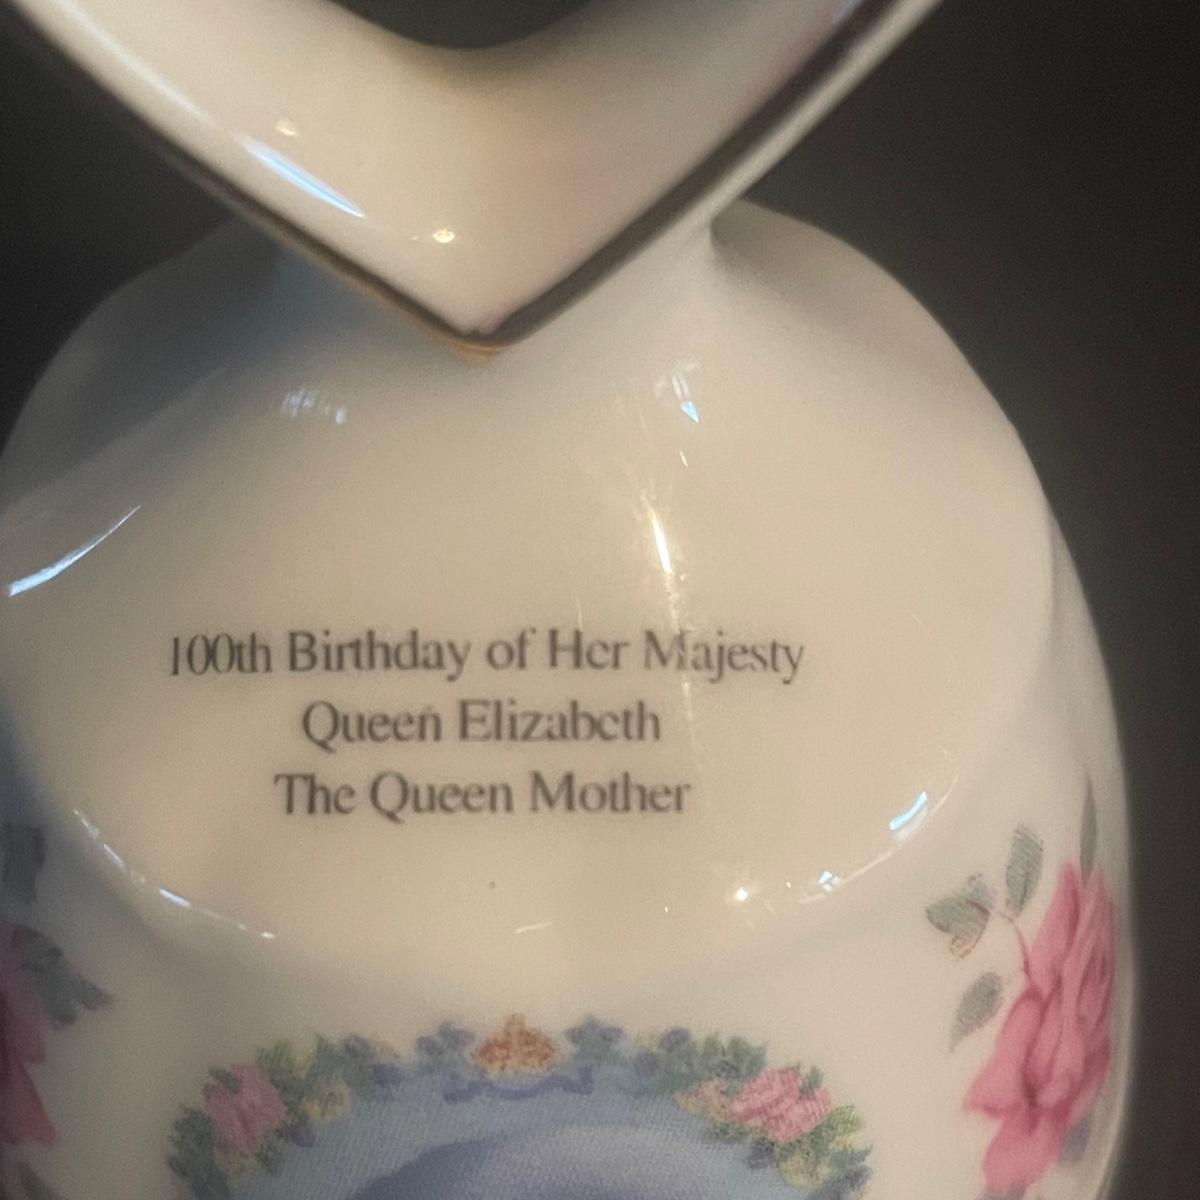 100th Birthday of Her Majesty
Queen Elizabeth
The Queen Mother